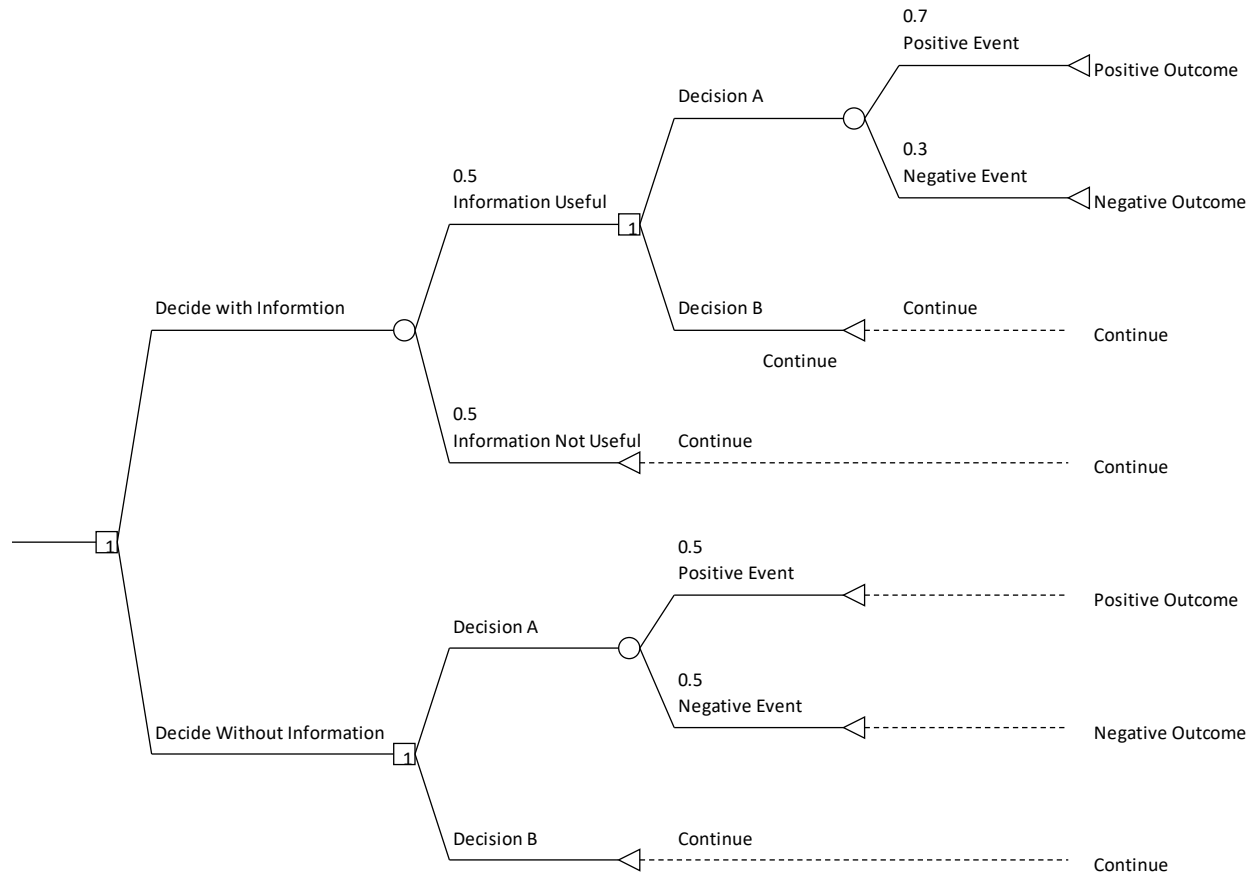 0.7
Positive Event
Positive Outcome
Decision A
0.3
Negative Event
Negative Outcome
0.5
Information Useful
1
Decision B
Continue
Continue
Continue
Decide with Informtion
0.5
Information Not Useful
Continue
Continue
1
0.5
Positive Event
Positive Outcome
Decision A
0.5
Negative Event
Negative Outcome
Decide Without Information
1
Decision B
Continue
Continue